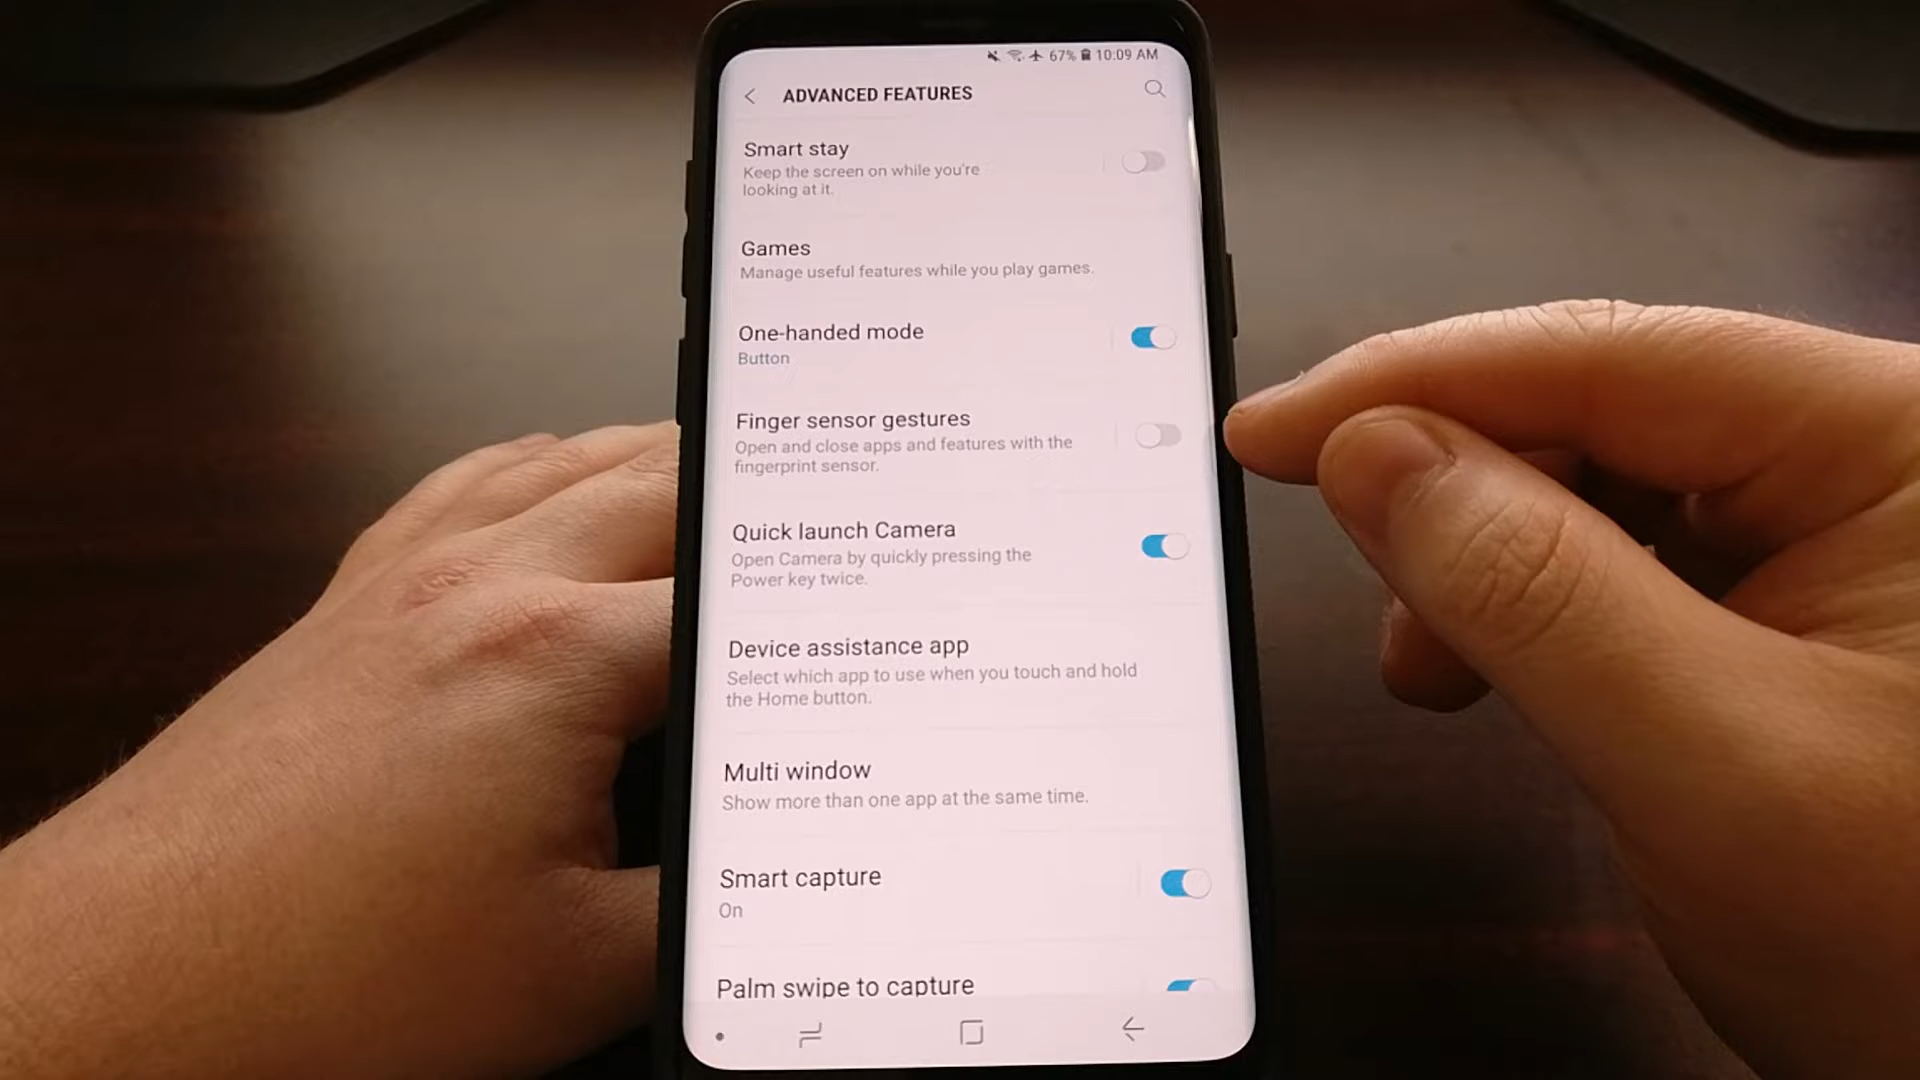 67% 10:09 AM
ADVANCED FEATURES
Smart stay
Keep the screen on while you're
looking at it.
Games
Manage useful features while you play games.
One-handed mode
Button
Finger sensor gestures
Open and close apps and features with the
fingerprint sensor.
Quick launch Camera
Open Camera by quickly pressing the
Power key twice.
Device assistance app
Select which app to use when you touch and hold
the Home button.
Multi window
Show more than one app at the same time.
Smart capture
On
Palm swipe to capture